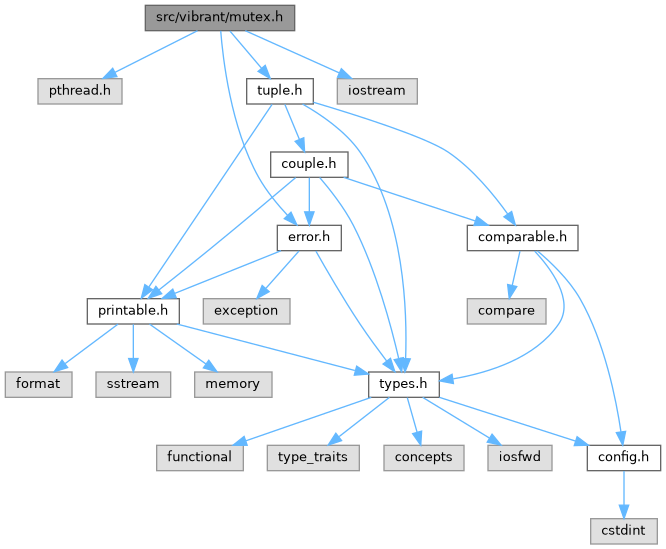 src/vibrant/mutex.h
pthread.h
tuple.h
iostream
couple.h
error.h
comparable.h
printable.h
exception
compare
format
sstream
memory
types.h
functional
type_traits
concepts
iosfwd
config.h
cstdint